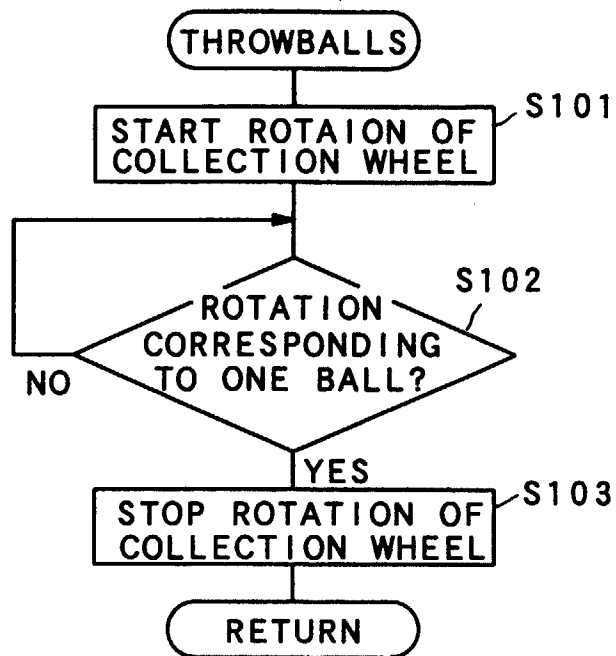 THROWBALLS
S101
START ROTAION OF
COLLECTION WHEEL
S102
ROTATION
CORRESPONDING
TO ONE BALL?
NO
YES
S103
STOP ROTATION OF
COLLECTION WHEEL
RETURN